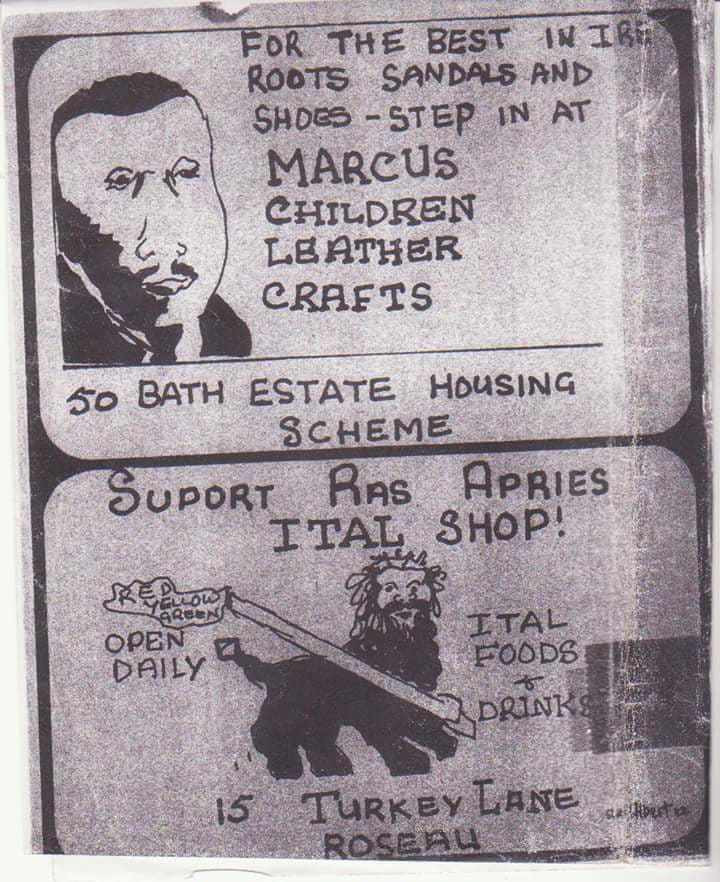 FOR THE BEST IN IRE
ROOTS SANDALS AND
SHOES - STEP IN AT
MARCUS
CHILDREN
LEATHER
CRAFTS
50 BATH ESTATE HOUSING
SCHEME
SUPORT RAS APRIES
ITAL SHOP!
RED
YELLOW
GREEN
OPEN
DAILY
ITAL
FOODS
&
DRINKS
15 TURKEY LANE
ROSEAU